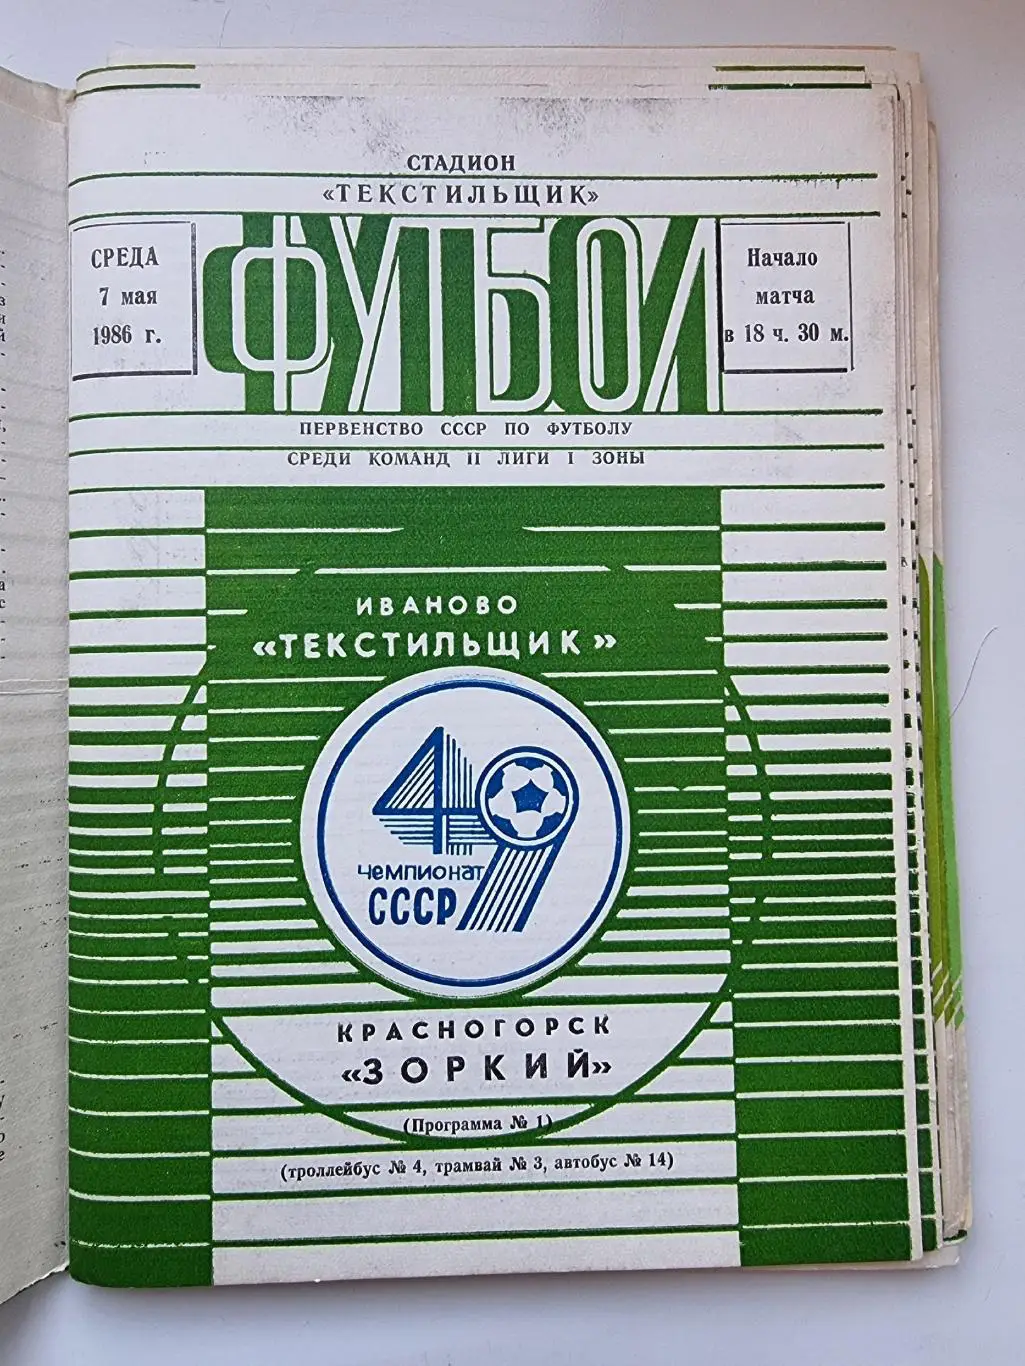 СТАДИОН
«ТЕКСТИЛЬЩИК»
СРЕДА
7 мая
1986 г.
ФУТБОЛ
Начало
матча
в 18 ч. 30 м.
ПЕРВЕНСТВО СССР ПО ФУТБОЛУ
СРЕДИ КОМАНД II ЛИГИ I ЗОНЫ
ИВАНОВО
«ТЕКСТИЛЬЩИК»
49
чемпионат
СССР
КРАСНОГОРСК
«ЗОРКИЙ»
(Программа № 1)
(троллейбус № 4, трамвай № 3, автобус № 14)